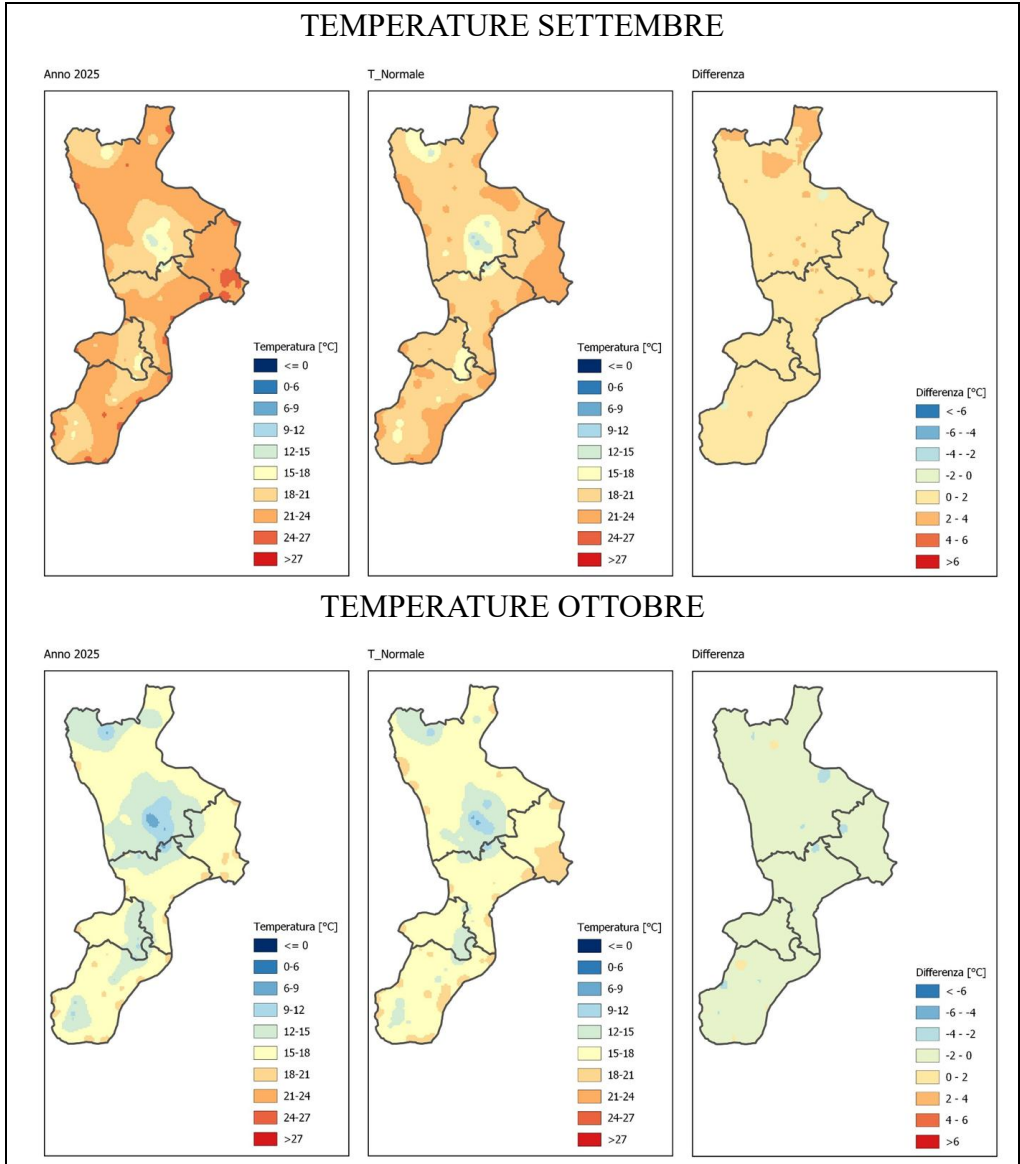 TEMPERATURE SETTEMBRE
Anno 2025
T_Normale
Differenza
Temperatura [°C]
<= 0
0-6
6-9
9-12
12-15
15-18
18-21
21-24
24-27
>27
Temperatura [°C]
<= 0
0-6
6-9
9-12
12-15
15-18
18-21
21-24
24-27
>27
Differenza [°C]
< -6
-6 - -4
-4 - -2
-2 - 0
0 - 2
2 - 4
4 - 6
>6
TEMPERATURE OTTOBRE
Anno 2025
T_Normale
Differenza
Temperatura [°C]
<= 0
0-6
6-9
9-12
12-15
15-18
18-21
21-24
24-27
>27
Temperatura [°C]
<= 0
0-6
6-9
9-12
12-15
15-18
18-21
21-24
24-27
>27
Differenza [°C]
< -6
-6 - -4
-4 - -2
-2 - 0
0 - 2
2 - 4
4 - 6
>6